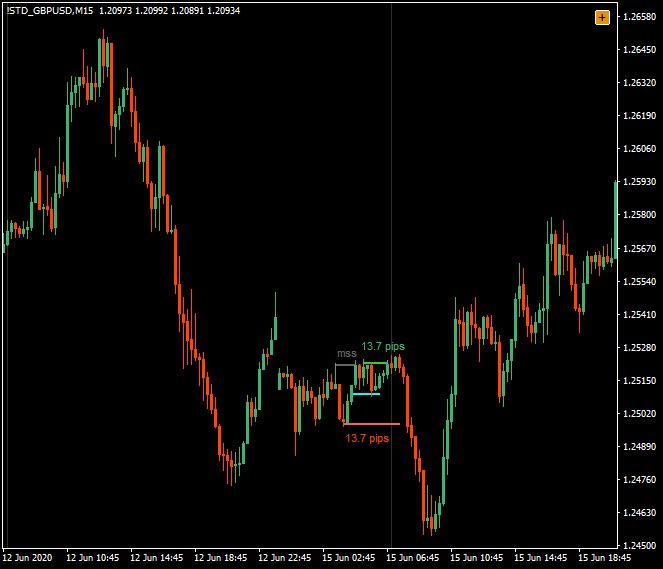 !STD_GBPUSD,M15 1.20973 1.20992 1.20891 1.20934
+
1.26580
1.26450
1.26320
1.26190
1.26060
1.25930
1.25800
1.25670
1.25540
1.25410
1.25280
1.25150
1.25020
1.24890
1.24760
1.24630
1.24500
mss
13.7 pips
13.7 pips
12 Jun 2020
12 Jun 10:45
12 Jun 14:45
12 Jun 18:45
12 Jun 22:45
15 Jun 02:45
15 Jun 06:45
15 Jun 10:45
15 Jun 14:45
15 Jun 18:45